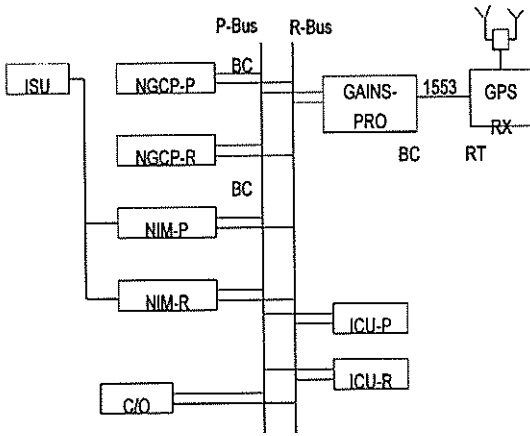 P-Bus R-Bus
BC
ISU
NGCP-P
GAINS-
PRO
1553
GPS
RX
NGCP-R
BC
RT
BC
NIM-P
NIM-R
ICU-P
ICU-R
C/O